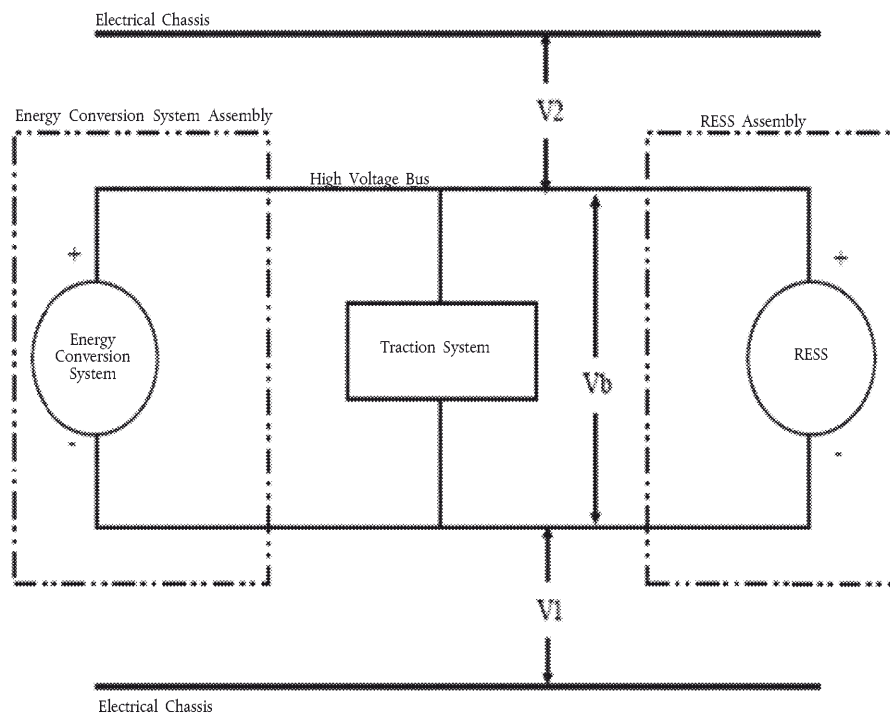 Electrical Chassis
V2
Energy Conversion System Assembly
RESS Assembly
High Voltage Bus
+
+
Energy
Conversion
System
Traction System
RESS
Vb
-
-
V1
Electrical Chassis